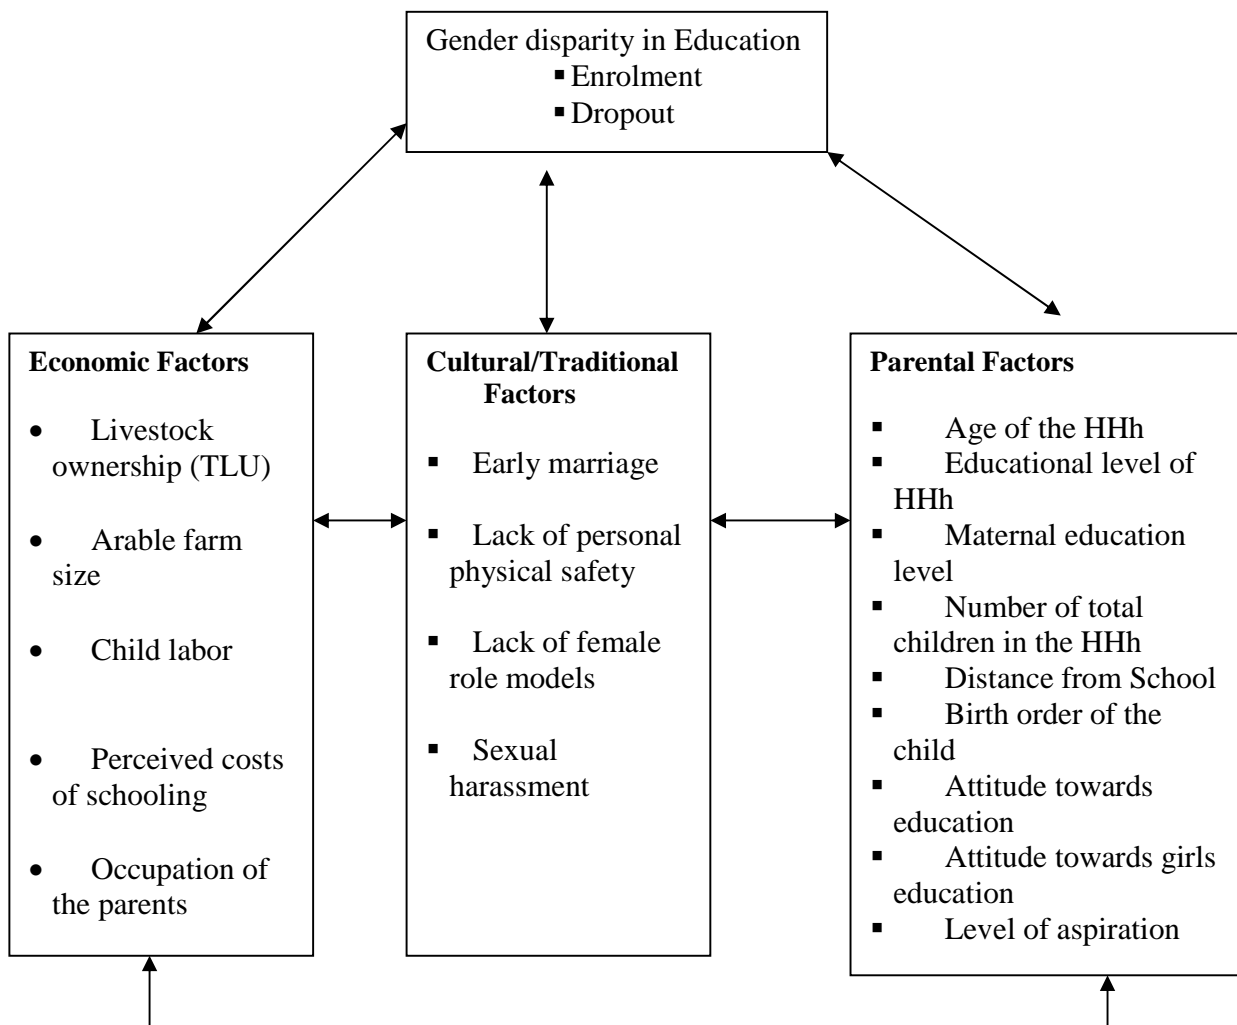 Gender disparity in Education
▪ Enrolment
▪ Dropout
Economic Factors
• Livestock
ownership (TLU)
• Arable farm
size
• Child labor
• Perceived costs
of schooling
• Occupation of
the parents
Cultural/Traditional
Factors
▪ Early marriage
▪ Lack of personal
physical safety
▪ Lack of female
role models
▪ Sexual
harassment
Parental Factors
▪ Age of the HHh
▪ Educational level of
HHh
▪ Maternal education
level
▪ Number of total
children in the HHh
▪ Distance from School
▪ Birth order of the
child
▪ Attitude towards
education
▪ Attitude towards girls
education
▪ Level of aspiration